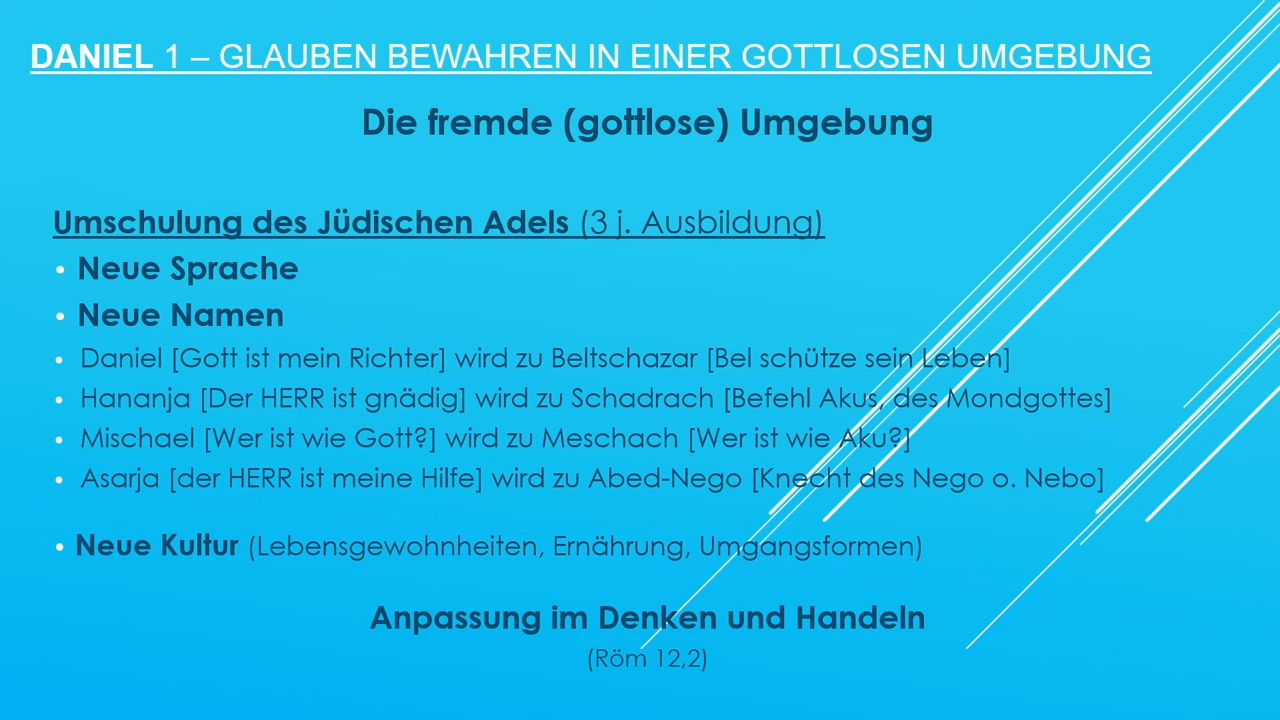 DANIEL 1 – GLAUBEN BEWAHREN IN EINER GOTTLOSEN UMGEBUNG
Die fremde (gottlose) Umgebung
Umschulung des Jüdischen Adels (3 j. Ausbildung)
• Neue Sprache
• Neue Namen
• Daniel [Gott ist mein Richter] wird zu Beltschazar [Bel schütze sein Leben]
• Hananja [Der HERR ist gnädig] wird zu Schadrach [Befehl Akus, des Mondgottes]
• Mischael [Wer ist wie Gott?] wird zu Meschach [Wer ist wie Aku?]
• Asarja [der HERR ist meine Hilfe] wird zu Abed-Nego [Knecht des Nego o. Nebo]
• Neue Kultur (Lebensgewohnheiten, Ernährung, Umgangsformen)
Anpassung im Denken und Handeln
(Röm 12,2)